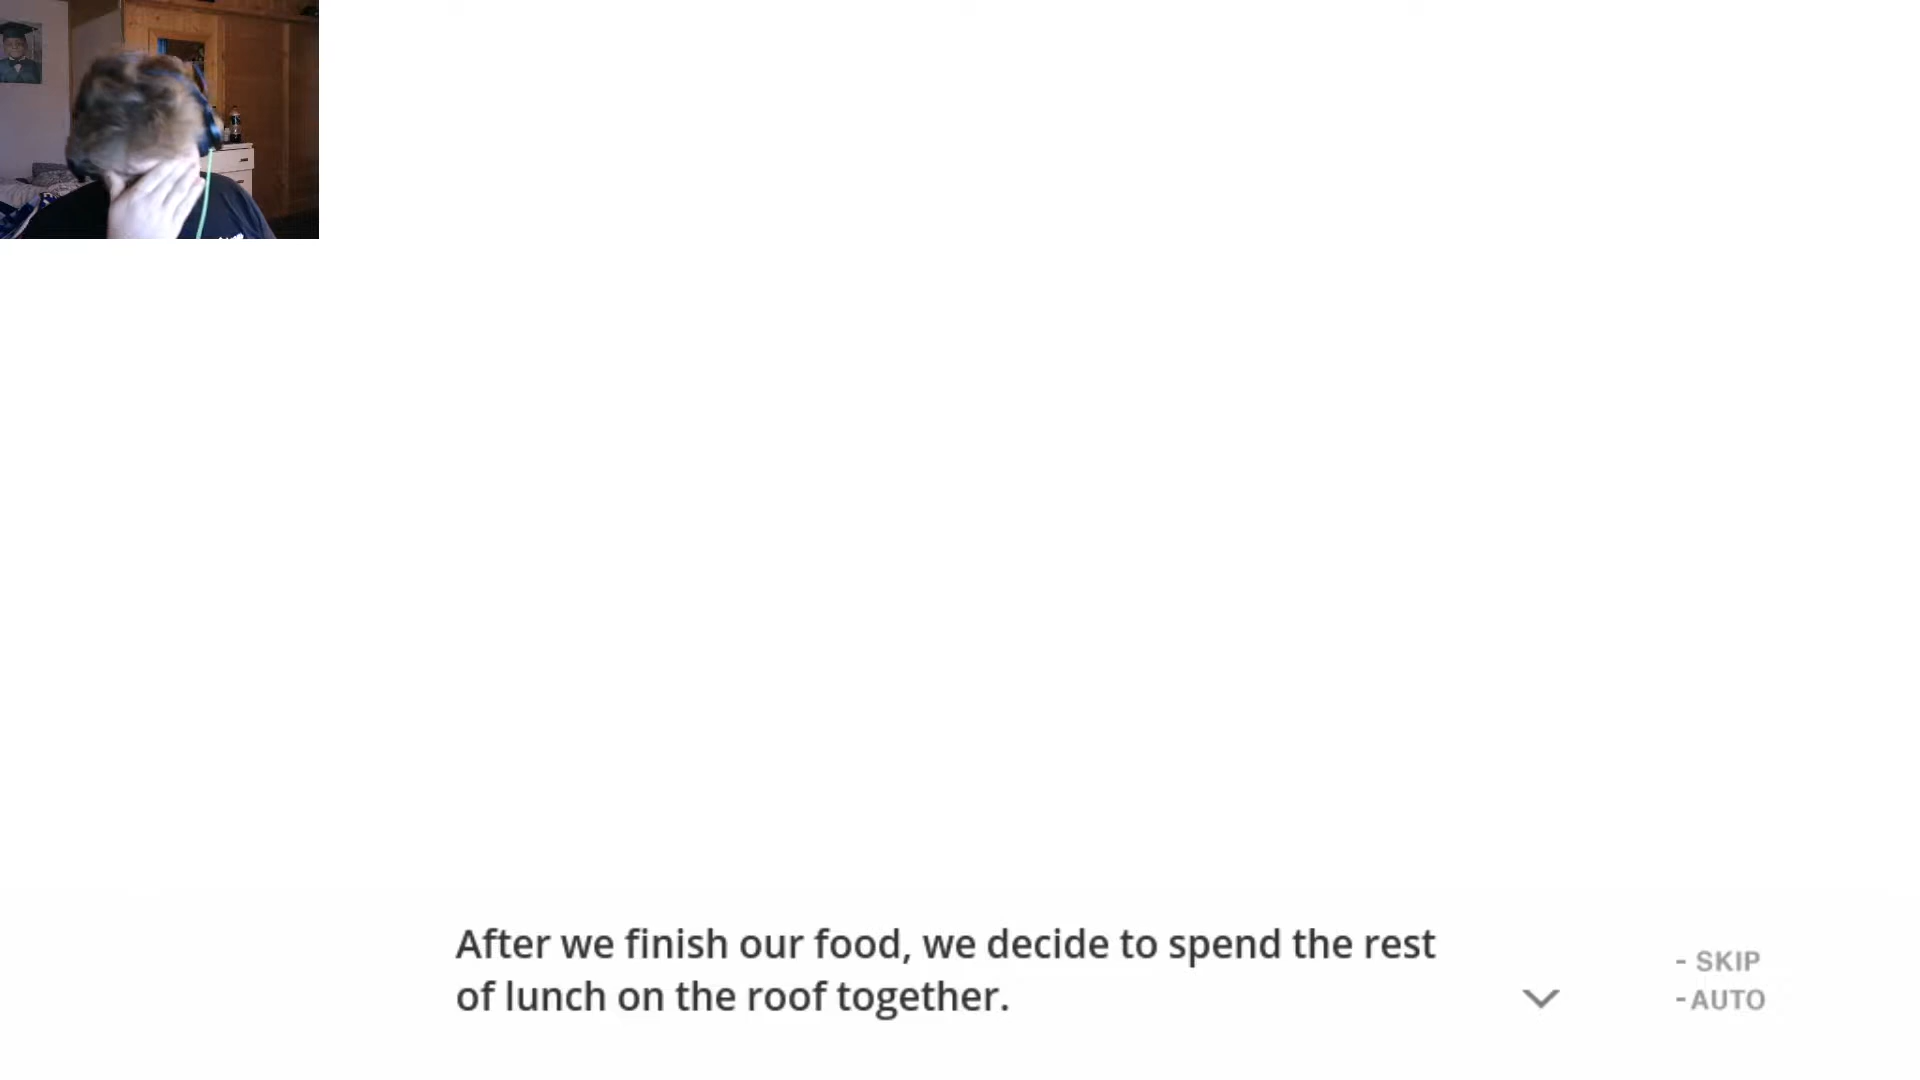 After we finish our food, we decide to spend the rest
of lunch on the roof together.
- SKIP
- AUTO